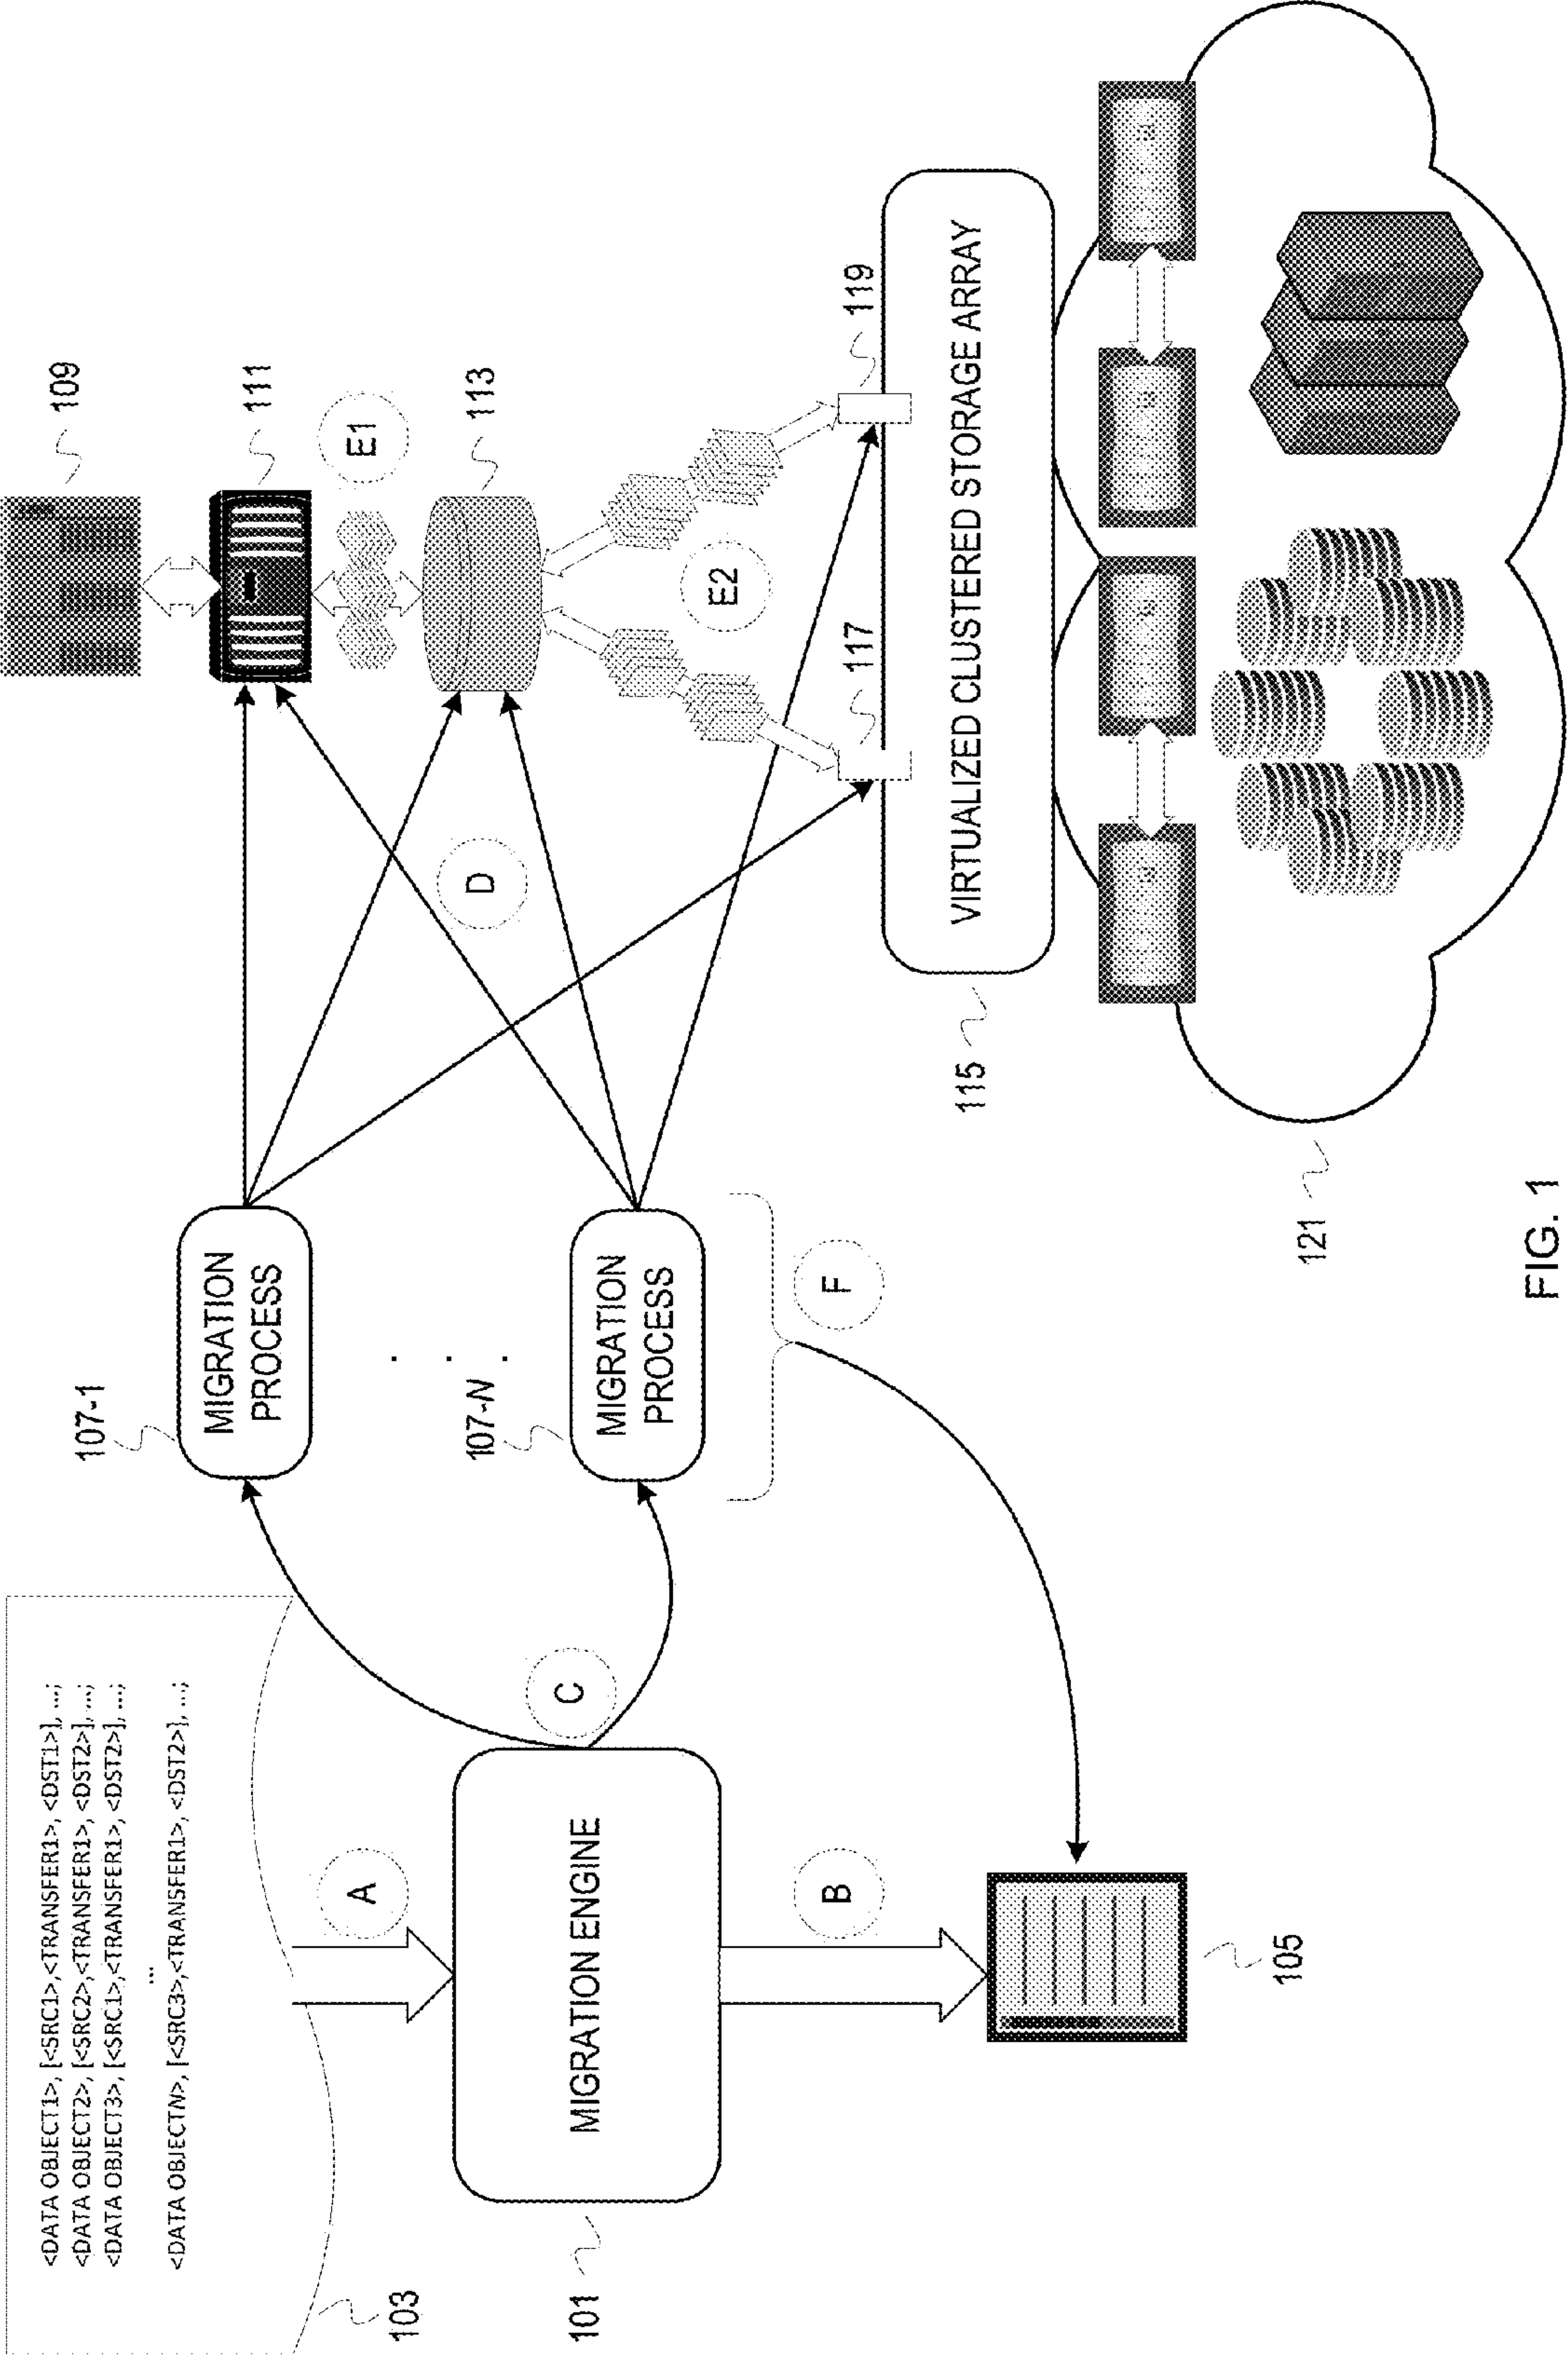 <DATA OBJECT1>, [<SRC1>,<TRANSFER1>, <DST1>], ...;
<DATA OBJECT2>, [<SRC2>,<TRANSFER1>, <DST2>], ...;
<DATA OBJECT3>, [<SRC1>,<TRANSFER1>, <DST2>], ...;
...
<DATA OBJECTN>, [<SRC3>,<TRANSFER1>, <DST2>], ...;
103
A
MIGRATION ENGINE
101
B
105
C
107-1
MIGRATION
PROCESS
. . .
107-N
MIGRATION
PROCESS
F
D
109
111
E1
113
E2
117
119
VIRTUALIZED CLUSTERED STORAGE ARRAY
115
121
FIG. 1